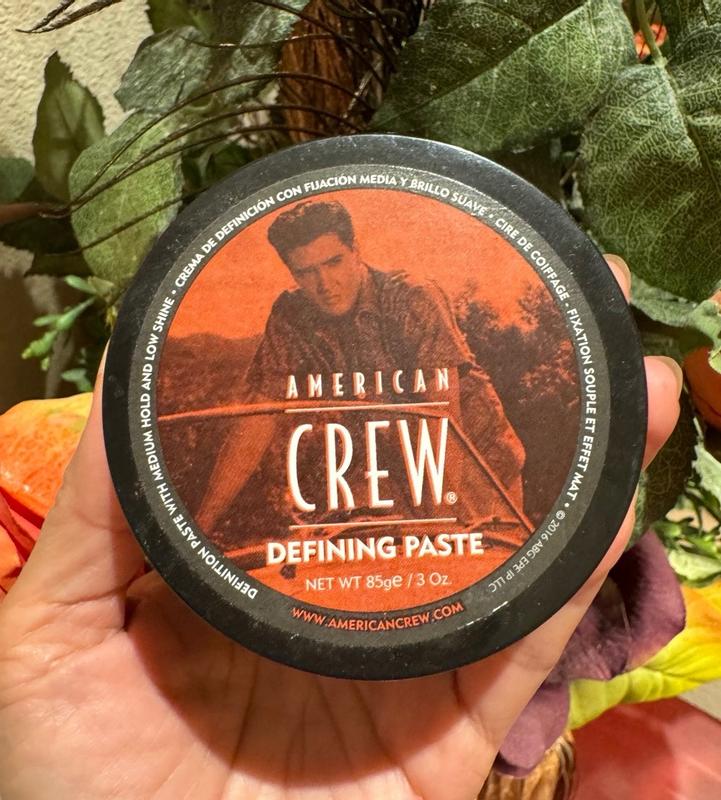 DEFINITION PASTE WITH MEDIUM HOLD AND LOW SHINE • CREMA DE DEFINICIÓN CON FIJACIÓN MEDIA Y BRILLO SUAVE • CIRE DE COIFFAGE - FIXATION SOUPLE ET EFFET MAT • © 2016 ABG EPE IP LLC
AMERICAN
CREW®
DEFINING PASTE
NET WT 85ge / 3 Oz.
WWW.AMERICANCREW.COM